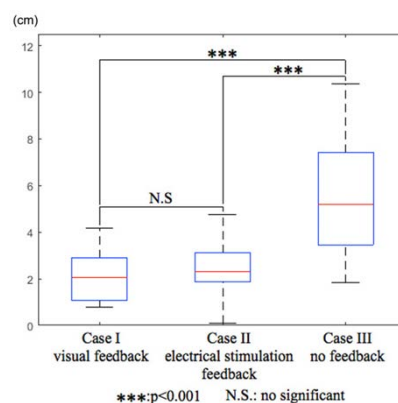 (cm)
12
***
***
10
8
6
N.S
4
2
0
Case I
visual feedback
Case II
electrical stimulation
feedback
Case III
no feedback
***:p<0.001 N.S.: no significant